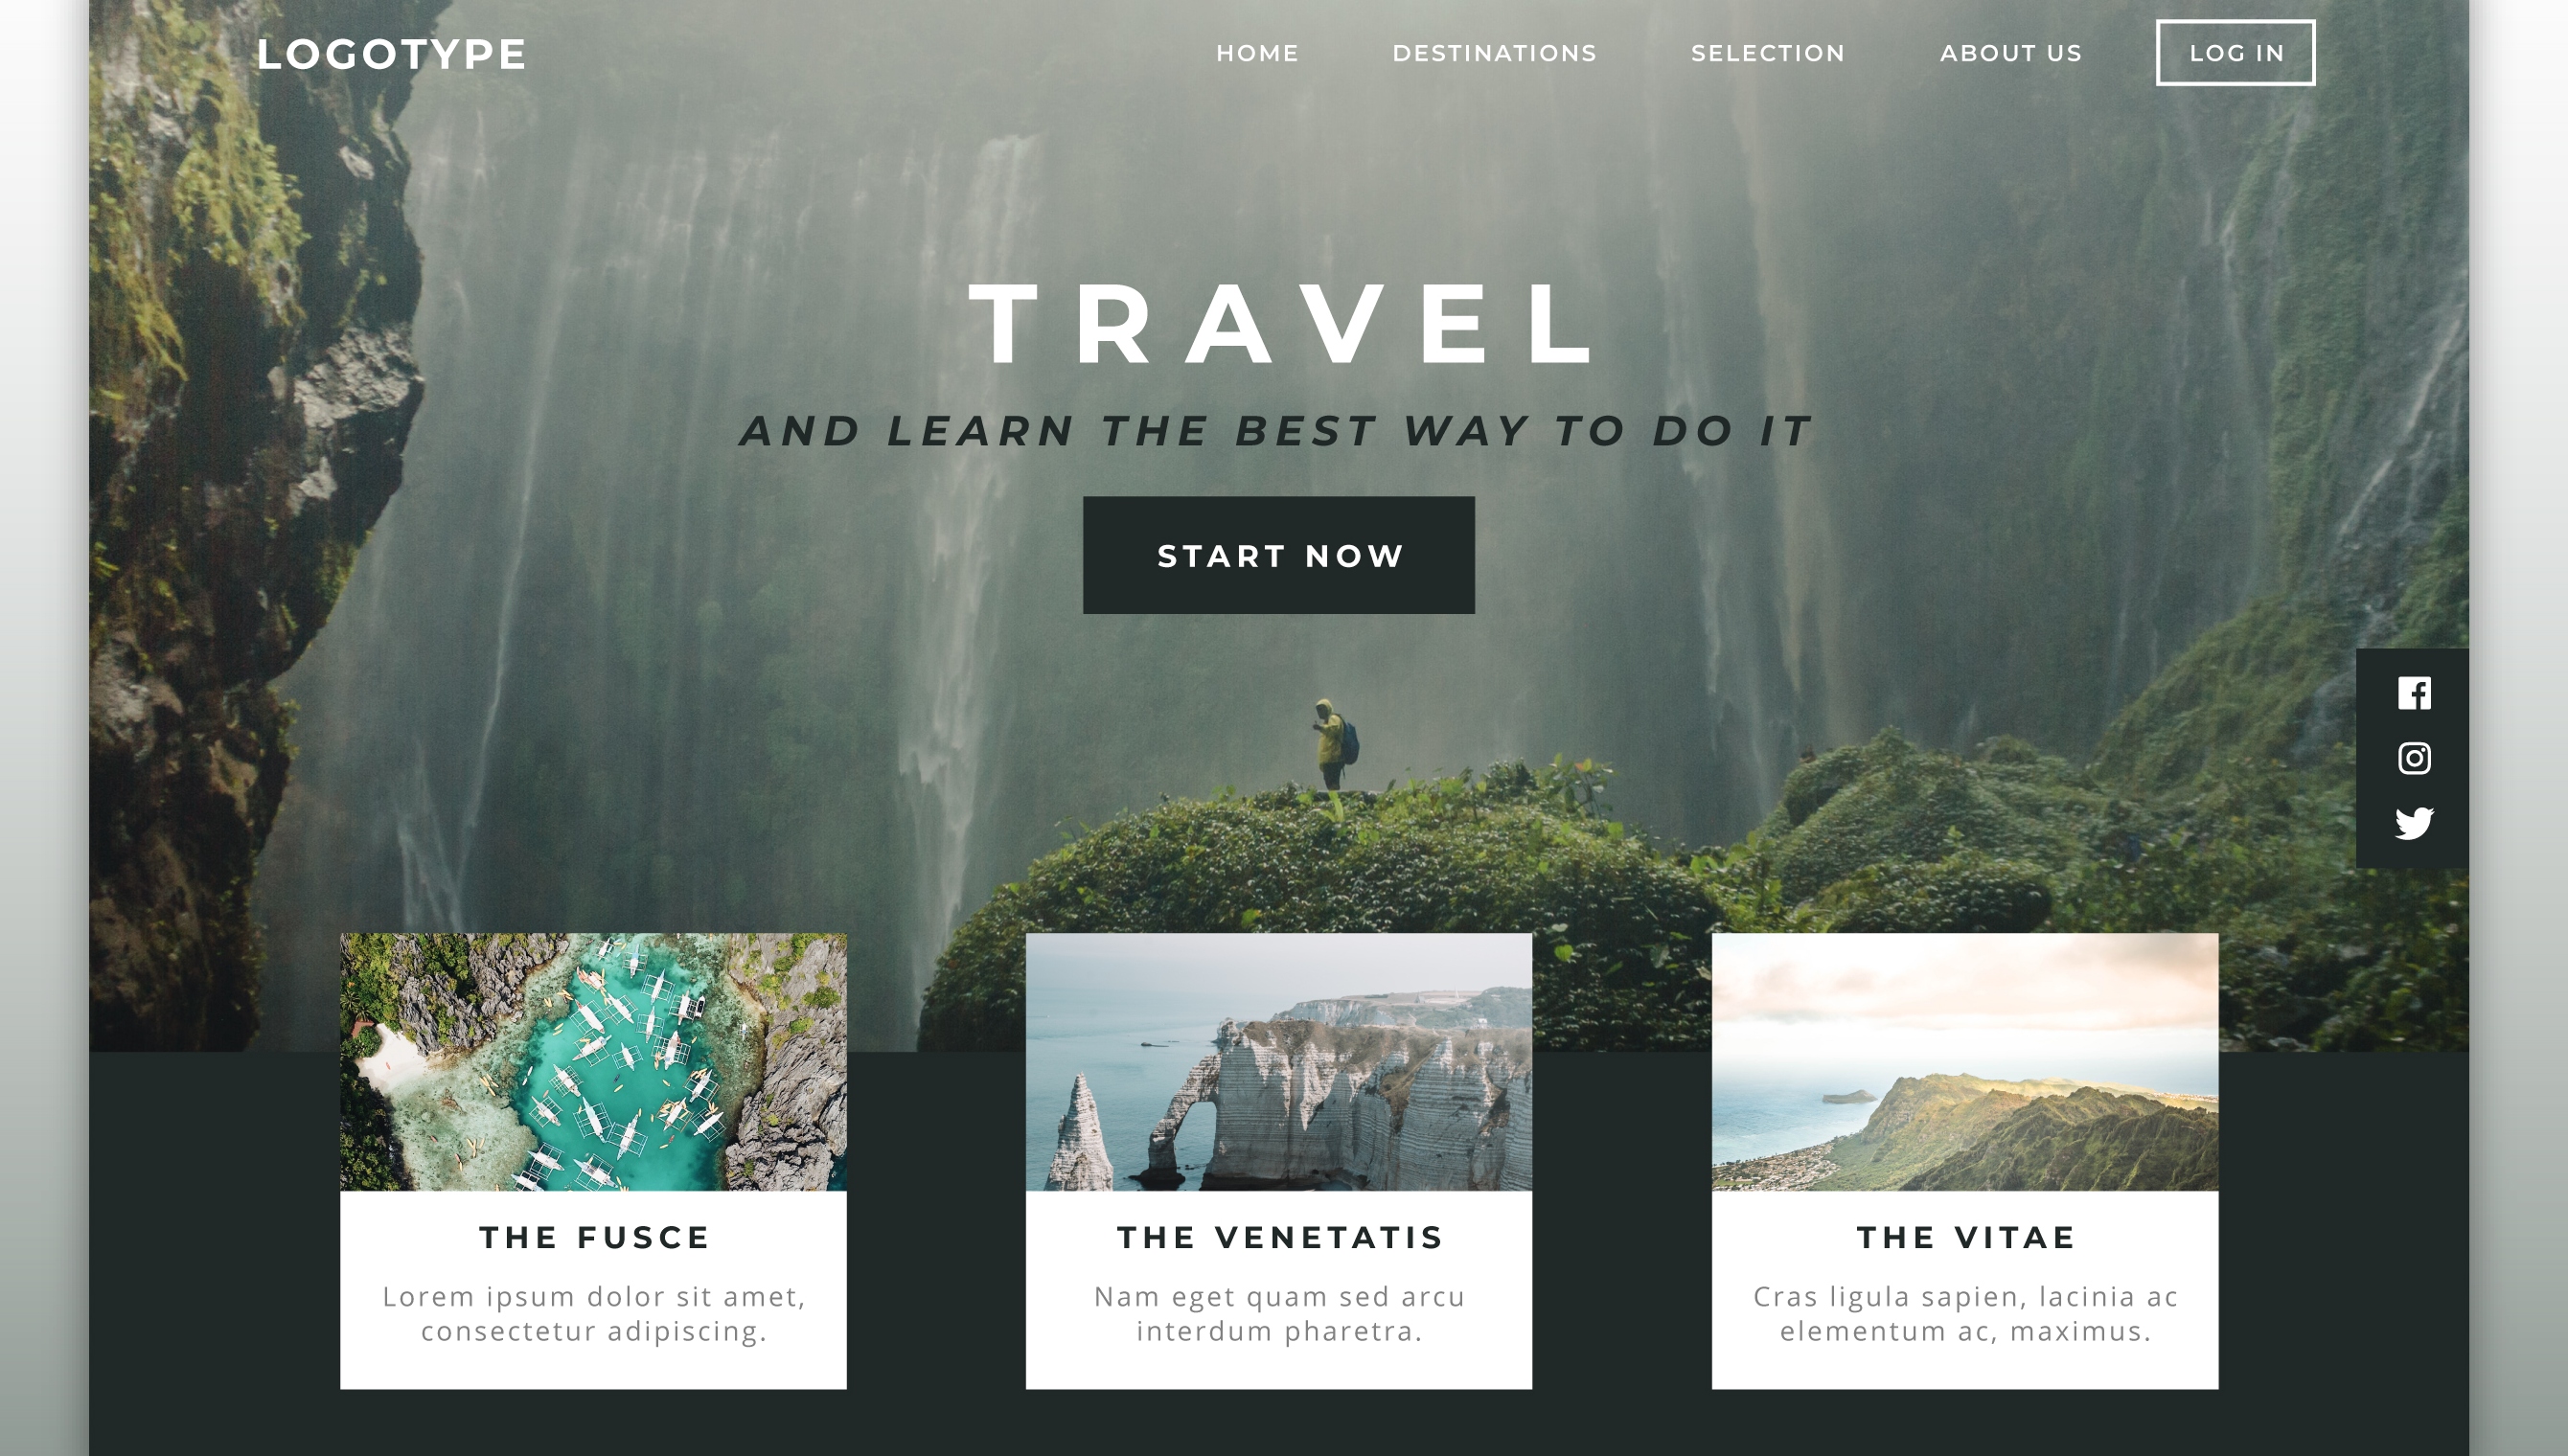 LOGOTYPE
HOME
DESTINATIONS
SELECTION
ABOUT US
LOG IN
TRAVEL
AND LEARN THE BEST WAY TO DO IT
START NOW
THE FUSCE
Lorem ipsum dolor sit amet,
consectetur adipiscing.
THE VENETATIS
Nam eget quam sed arcu
interdum pharetra.
THE VITAE
Cras ligula sapien, lacinia ac
elementum ac, maximus.